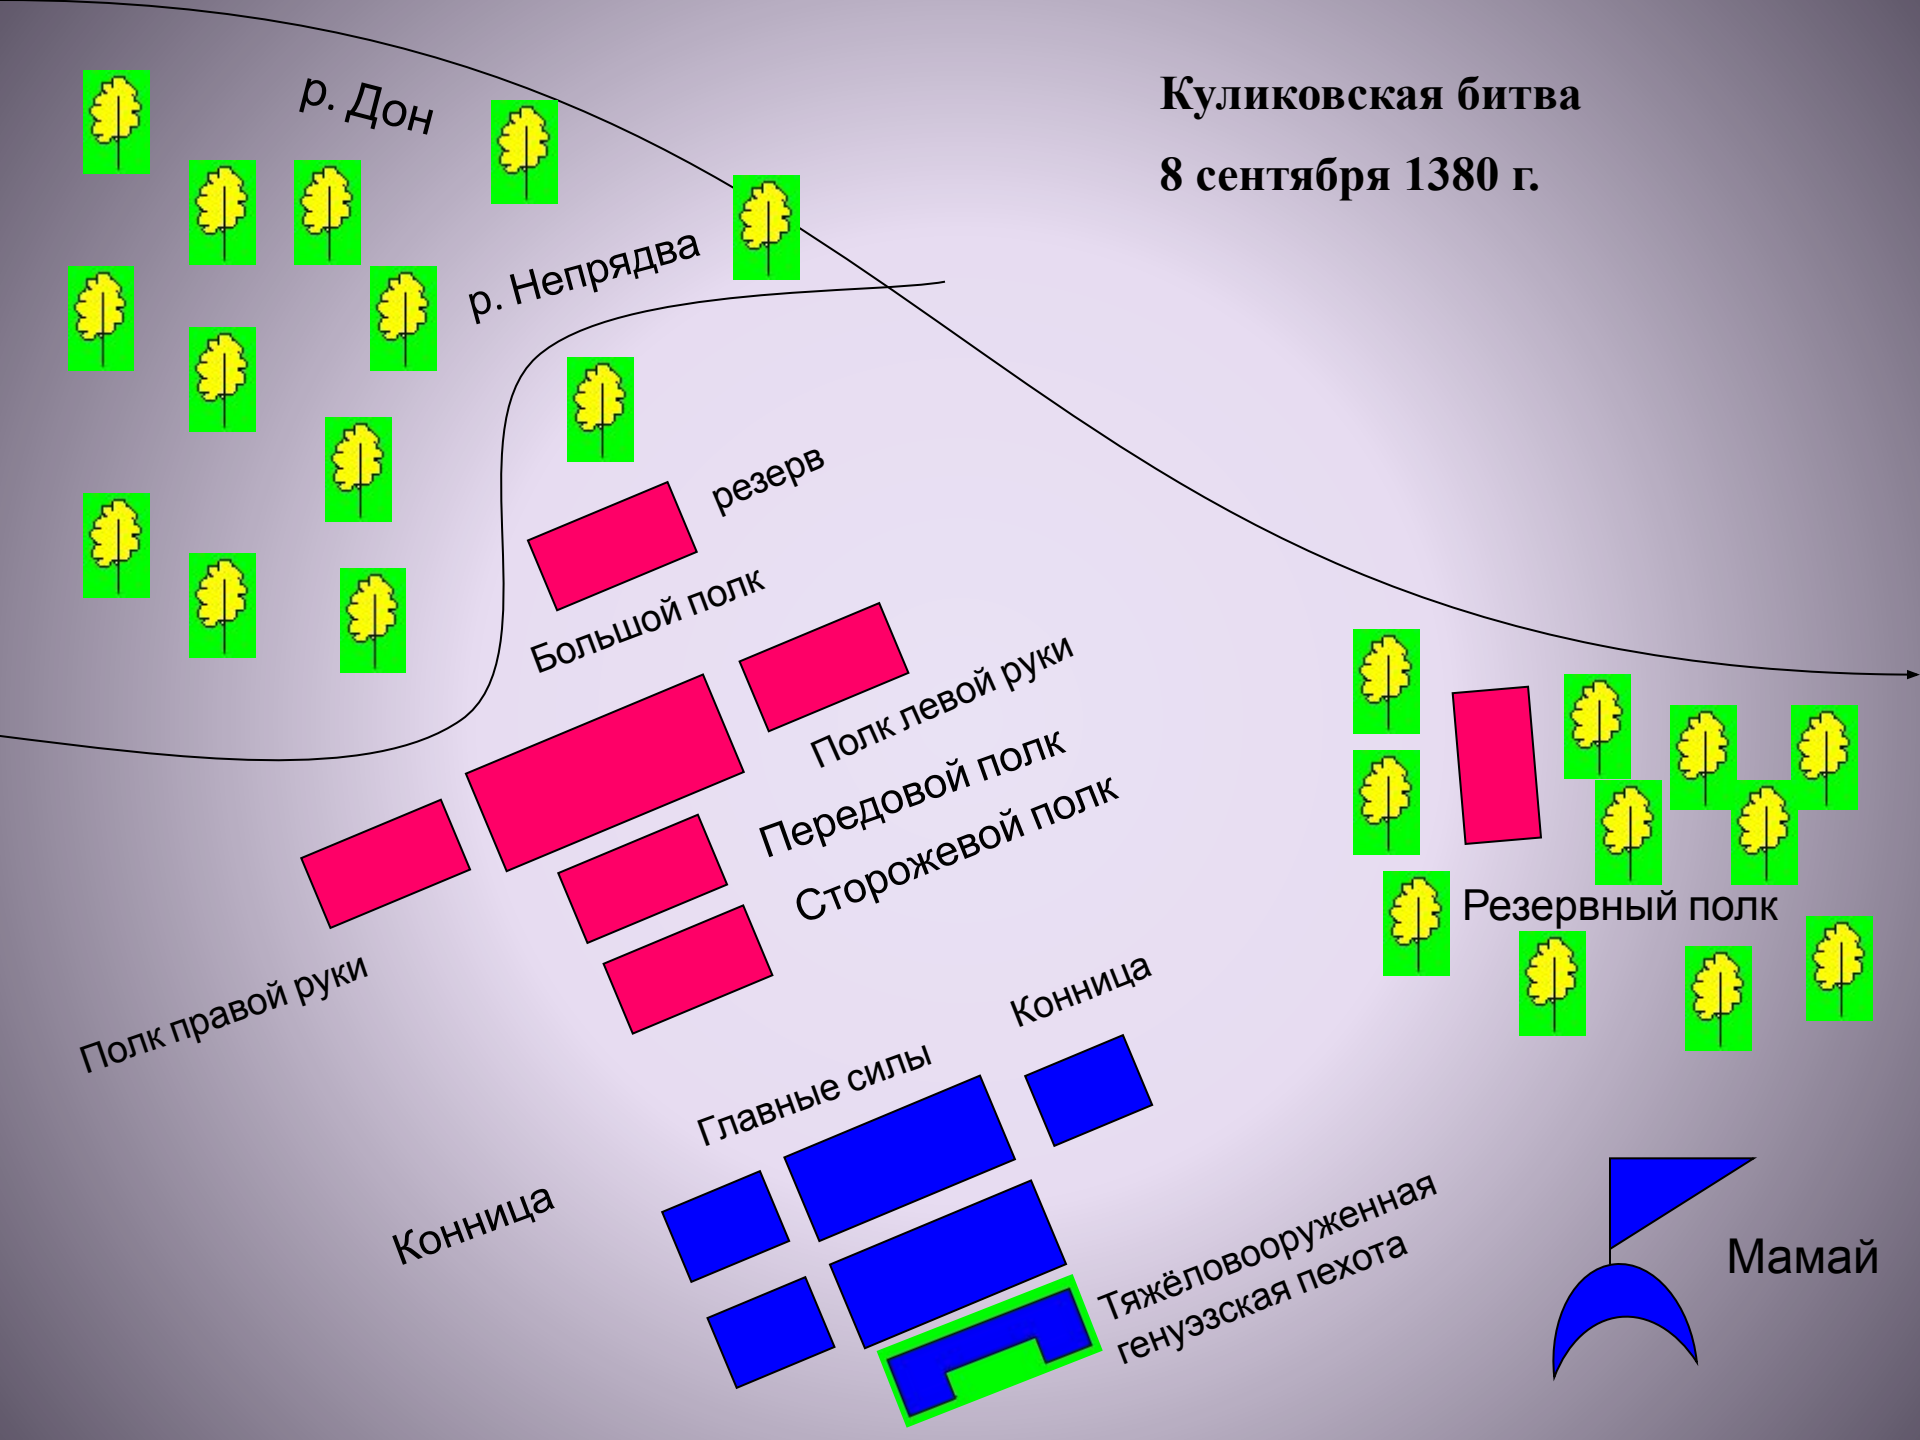 Куликовская битва
8 сентября 1380 г.
р. Дон
р. Непрядва
резерв
Большой полк
Полк левой руки
Передовой полк
Сторожевой полк
Резервный полк
Полк правой руки
Конница
Главные силы
Конница
Тяжёловооруженная
генуэзская пехота
Мамай